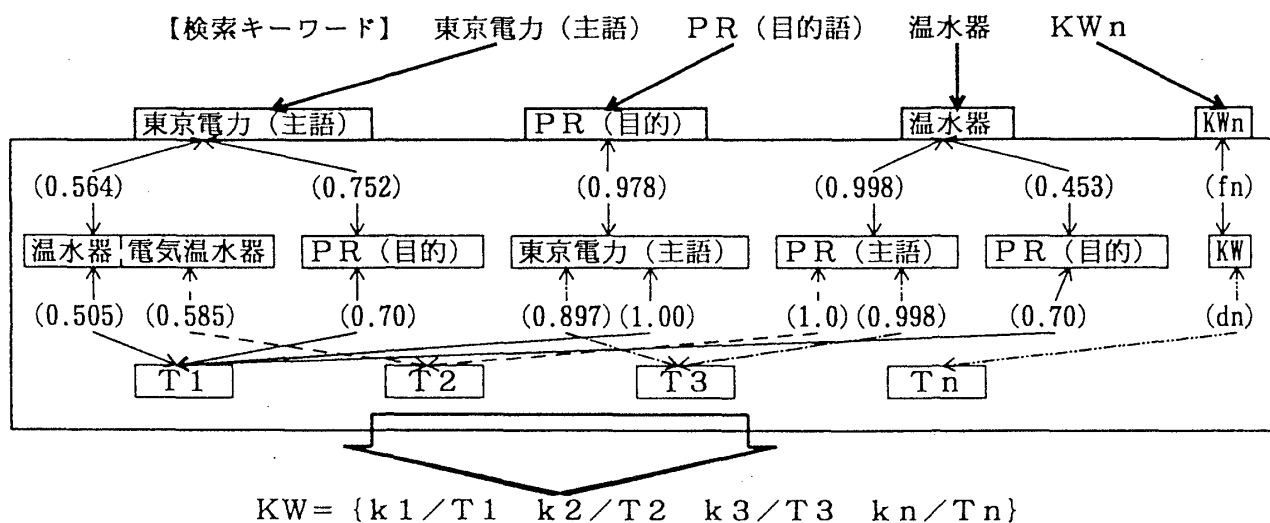 【検索キーワード】 東京電力（主語） ＰＲ（目的語） 温水器 ＫＷｎ
東京電力（主語） ＰＲ（目的） 温水器 KWn
(0.564) (0.752) (0.978) (0.998) (0.453) (fn)
温水器 電気温水器 ＰＲ（目的） 東京電力（主語） ＰＲ（主語） ＰＲ（目的） KW
(0.505) (0.585) (0.70) (0.897) (1.00) (1.0) (0.998) (0.70) (dn)
Ｔ１ Ｔ２ Ｔ３ Ｔｎ
ＫＷ＝｛ｋ１／Ｔ１ ｋ２／Ｔ２ ｋ３／Ｔ３ ｋｎ／Ｔｎ｝